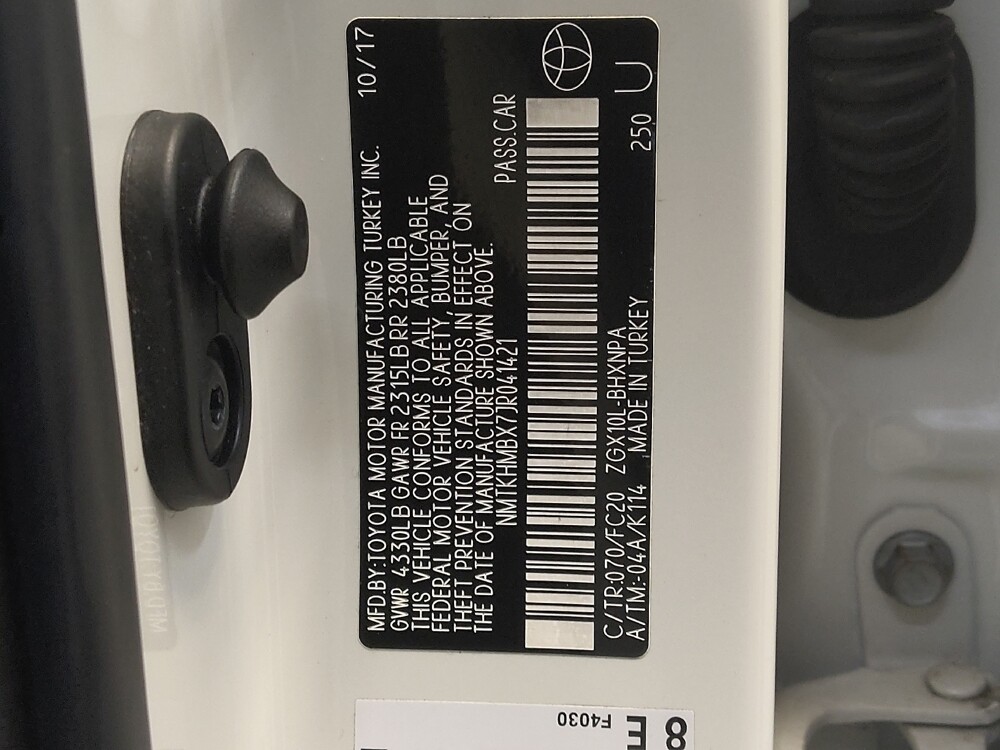 MFD.BY:TOYOTA MOTOR MANUFACTURING TURKEY INC. 10/17
GVWR 4330LB GAWR FR 2315LB RR 2380LB
THIS VEHICLE CONFORMS TO ALL APPLICABLE
FEDERAL MOTOR VEHICLE SAFETY, BUMPER, AND
THEFT PREVENTION STANDARDS IN EFFECT ON
THE DATE OF MANUFACTURE SHOWN ABOVE.
NMTKHMBX7JR041421 PASS.CAR
C/TR:070/FC20 ZGX10L-BHXNPA
A/TM:-04A/K114 MADE IN TURKEY 250 U
F4030